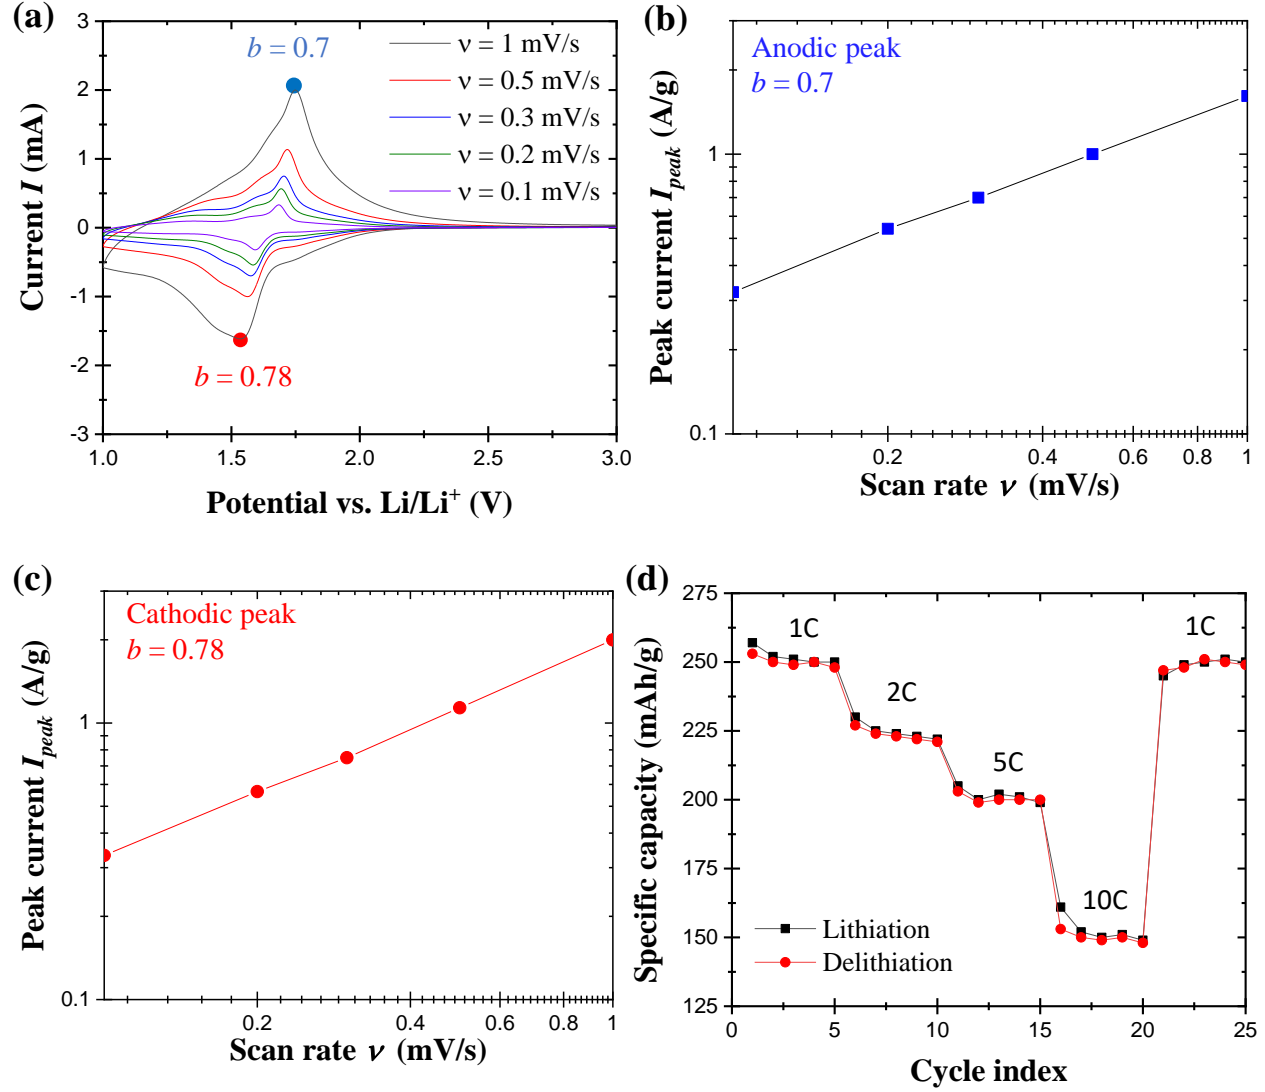 (a)
3
2
1
0
-1
-2
-3
1.0 1.5 2.0 2.5 3.0
Current I (mA)
Potential vs. Li/Li⁺ (V)
b = 0.7
b = 0.78
ν = 1 mV/s
ν = 0.5 mV/s
ν = 0.3 mV/s
ν = 0.2 mV/s
ν = 0.1 mV/s
(b)
Anodic peak
b = 0.7
1
0.1
0.2 0.4 0.6 0.8 1
Peak current I_peak (A/g)
Scan rate ν (mV/s)
(c)
Cathodic peak
b = 0.78
1
0.1
0.2 0.4 0.6 0.8 1
Peak current I_peak (A/g)
Scan rate ν (mV/s)
(d)
275
250
225
200
175
150
125
0 5 10 15 20 25
Specific capacity (mAh/g)
Cycle index
1C
2C
5C
10C
1C
Lithiation
Delithiation